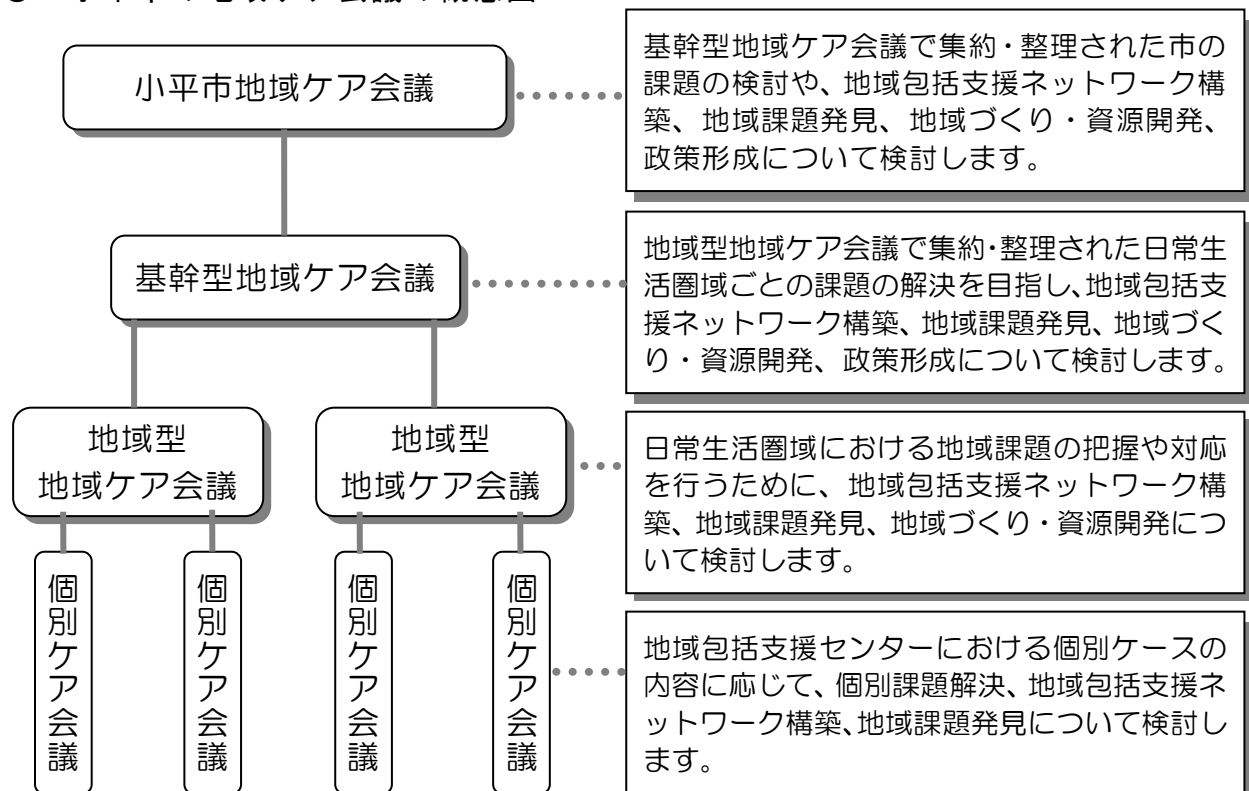 小平市地域ケア会議
基幹型地域ケア会議で集約・整理された市の
課題の検討や、地域包括支援ネットワーク構
築、地域課題発見、地域づくり・資源開発、
政策形成について検討します。
基幹型地域ケア会議
地域型地域ケア会議で集約・整理された日常生
活圏域ごとの課題の解決を目指し、地域包括支
援ネットワーク構築、地域課題発見、地域づく
り・資源開発、政策形成について検討します。
地域型
地域ケア会議
地域型
地域ケア会議
日常生活圏域における地域課題の把握や対応
を行うために、地域包括支援ネットワーク構
築、地域課題発見、地域づくり・資源開発につ
いて検討します。
個別ケア会議
個別ケア会議
個別ケア会議
個別ケア会議
地域包括支援センターにおける個別ケースの
内容に応じて、個別課題解決、地域包括支援ネ
ットワーク構築、地域課題発見について検討し
ます。